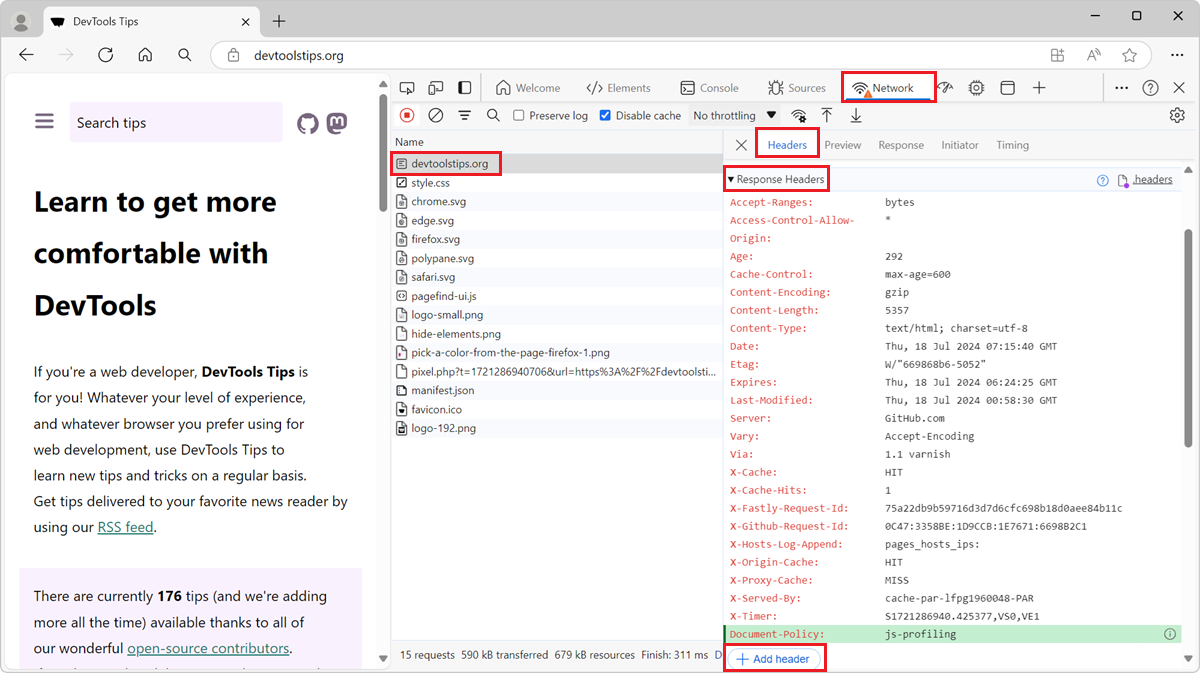 DevTools Tips
devtoolstips.org
Search tips
Learn to get more
comfortable with
DevTools
If you're a web developer, DevTools Tips is
for you! Whatever your level of experience,
and whatever browser you prefer using for
web development, use DevTools Tips to
learn new tips and tricks on a regular basis.
Get tips delivered to your favorite news reader by
using our RSS feed.
There are currently 176 tips (and we're adding
more all the time) available thanks to all of
our wonderful open-source contributors.
Welcome Elements Console Sources Network
Preserve log Disable cache No throttling
Name
devtoolstips.org
style.css
chrome.svg
edge.svg
firefox.svg
polypane.svg
safari.svg
pagefind-ui.js
logo-small.png
hide-elements.png
pick-a-color-from-the-page-firefox-1.png
pixel.php?t=1721286940706&url=https%3A%2F%2Fdevtoolsti...
manifest.json
favicon.ico
logo-192.png
15 requests 590 kB transferred 679 kB resources Finish: 311 ms D
Headers Preview Response Initiator Timing
Response Headers .headers
Accept-Ranges: bytes
Access-Control-Allow- *
Origin:
Age: 292
Cache-Control: max-age=600
Content-Encoding: gzip
Content-Length: 5357
Content-Type: text/html; charset=utf-8
Date: Thu, 18 Jul 2024 07:15:40 GMT
Etag: W/"669868b6-5052"
Expires: Thu, 18 Jul 2024 06:24:25 GMT
Last-Modified: Thu, 18 Jul 2024 00:58:30 GMT
Server: GitHub.com
Vary: Accept-Encoding
Via: 1.1 varnish
X-Cache: HIT
X-Cache-Hits: 1
X-Fastly-Request-Id: 75a22db9b59716d3d7d6cfc698b18d0aee84b11c
X-Github-Request-Id: 0C47:3358BE:1D9CCB:1E7671:6698B2C1
X-Hosts-Log-Append: pages_hosts_ips:
X-Origin-Cache: HIT
X-Proxy-Cache: MISS
X-Served-By: cache-par-lfpg1960048-PAR
X-Timer: S1721286940.425377,VS0,VE1
Document-Policy: js-profiling
Add header